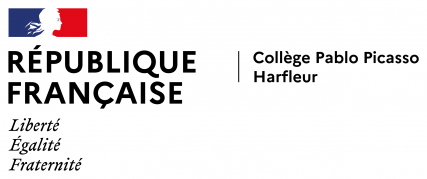 RÉPUBLIQUE
FRANÇAISE
Liberté
Égalité
Fraternité
Collège Pablo Picasso
Harfleur